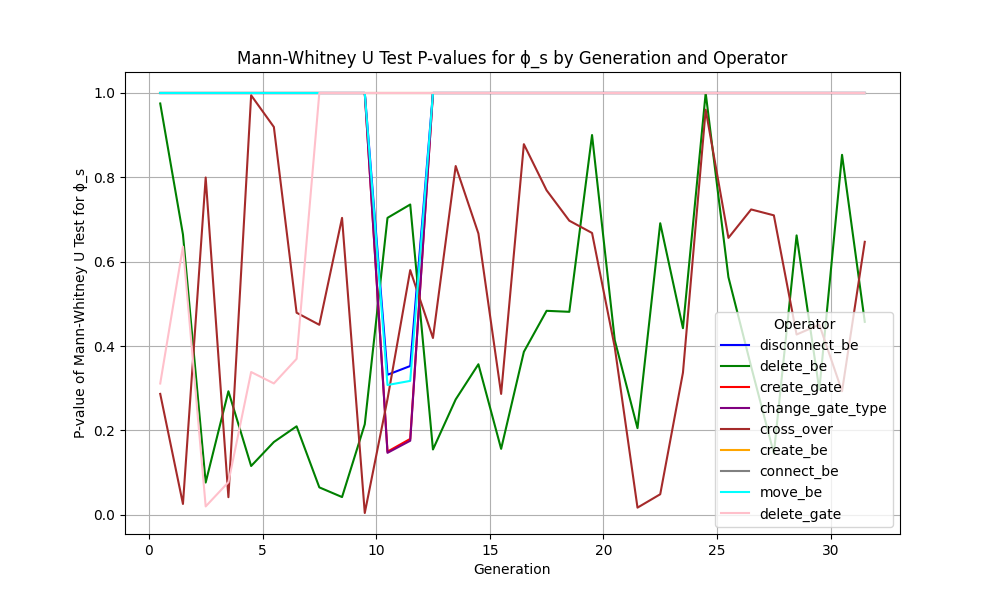 Mann-Whitney U Test P-values for ϕ_s by Generation and Operator
P-value of Mann-Whitney U Test for ϕ_s
1.0
0.8
0.6
0.4
0.2
0.0
0 5 10 15 20 25 30
Generation
Operator
disconnect_be
delete_be
create_gate
change_gate_type
cross_over
create_be
connect_be
move_be
delete_gate